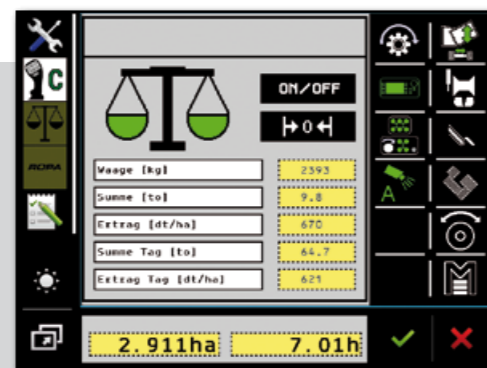 C
ON/OFF
0
ROPA
Waage [kg] 2393
Summe [to] 9.8
Ertrag [dt/ha] 670
Summe Tag [to] 64.7
Ertrag Tag [dt/ha] 621
A
2.911ha 7.01h